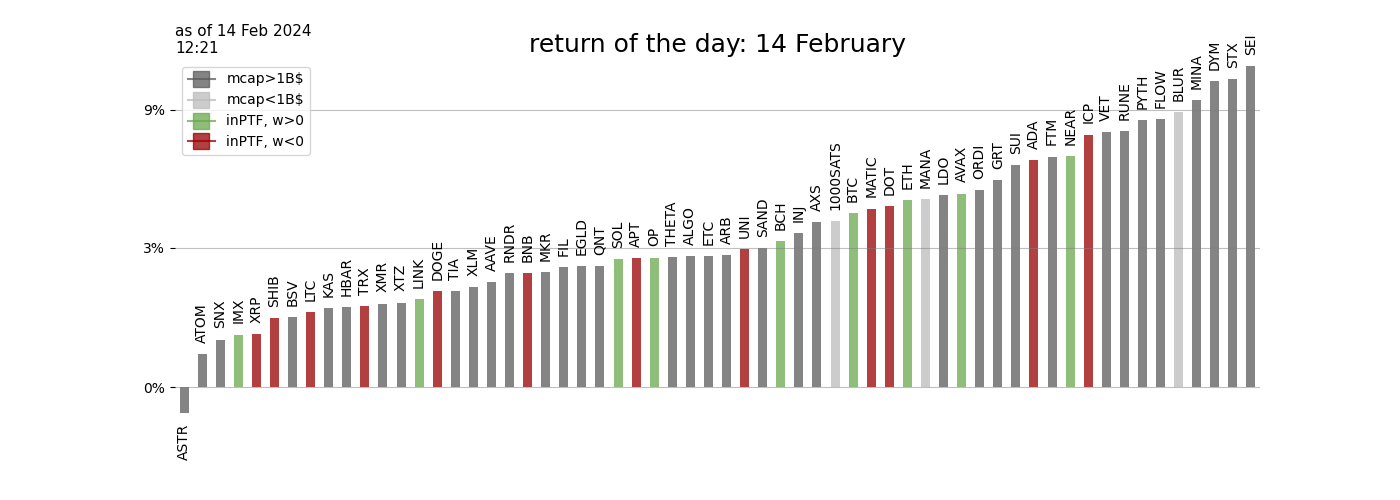 as of 14 Feb 2024
12:21
return of the day: 14 February
mcap>1B$
mcap<1B$
inPTF, w>0
inPTF, w<0
9%
3%
0%
ASTR
ATOM
SNX
IMX
XRP
SHIB
BSV
LTC
KAS
HBAR
TRX
XMR
XTZ
LINK
DOGE
TIA
XLM
AAVE
RNDR
BNB
MKR
FIL
EGLD
QNT
SOL
APT
OP
THETA
ALGO
ETC
ARB
UNI
SAND
BCH
INJ
AXS
1000SATS
BTC
MATIC
DOT
ETH
MANA
LDO
AVAX
ORDI
GRT
SUI
ADA
FTM
NEAR
ICP
VET
RUNE
PYTH
FLOW
BLUR
MINA
DYM
STX
SEI